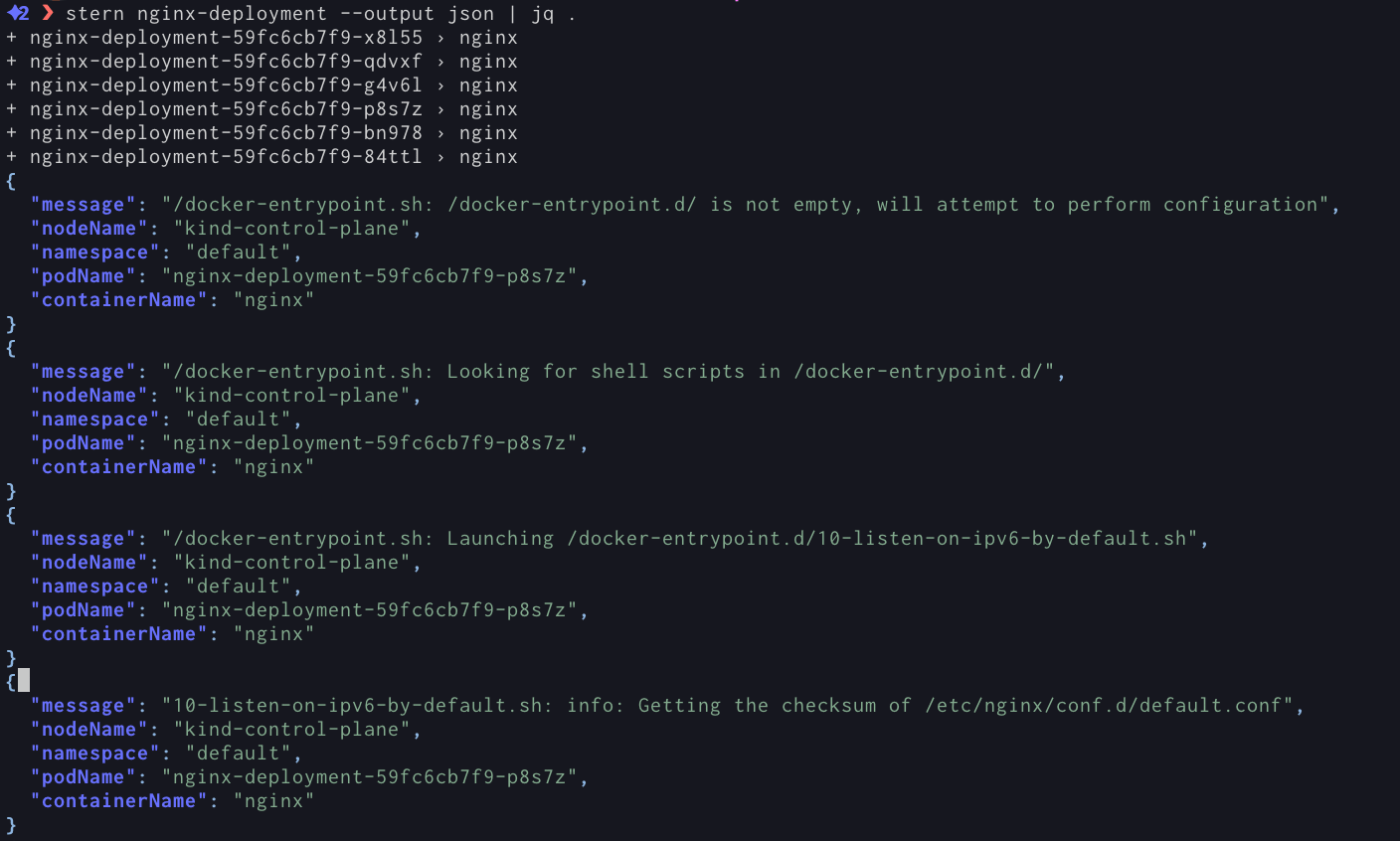 2 ❯ stern nginx-deployment --output json | jq .
+ nginx-deployment-59fc6cb7f9-x8l55 › nginx
+ nginx-deployment-59fc6cb7f9-qdvxf › nginx
+ nginx-deployment-59fc6cb7f9-g4v6l › nginx
+ nginx-deployment-59fc6cb7f9-p8s7z › nginx
+ nginx-deployment-59fc6cb7f9-bn978 › nginx
+ nginx-deployment-59fc6cb7f9-84ttl › nginx
{
  "message": "/docker-entrypoint.sh: /docker-entrypoint.d/ is not empty, will attempt to perform configuration",
  "nodeName": "kind-control-plane",
  "namespace": "default",
  "podName": "nginx-deployment-59fc6cb7f9-p8s7z",
  "containerName": "nginx"
}
{
  "message": "/docker-entrypoint.sh: Looking for shell scripts in /docker-entrypoint.d/",
  "nodeName": "kind-control-plane",
  "namespace": "default",
  "podName": "nginx-deployment-59fc6cb7f9-p8s7z",
  "containerName": "nginx"
}
{
  "message": "/docker-entrypoint.sh: Launching /docker-entrypoint.d/10-listen-on-ipv6-by-default.sh",
  "nodeName": "kind-control-plane",
  "namespace": "default",
  "podName": "nginx-deployment-59fc6cb7f9-p8s7z",
  "containerName": "nginx"
}
{
  "message": "10-listen-on-ipv6-by-default.sh: info: Getting the checksum of /etc/nginx/conf.d/default.conf",
  "nodeName": "kind-control-plane",
  "namespace": "default",
  "podName": "nginx-deployment-59fc6cb7f9-p8s7z",
  "containerName": "nginx"
}